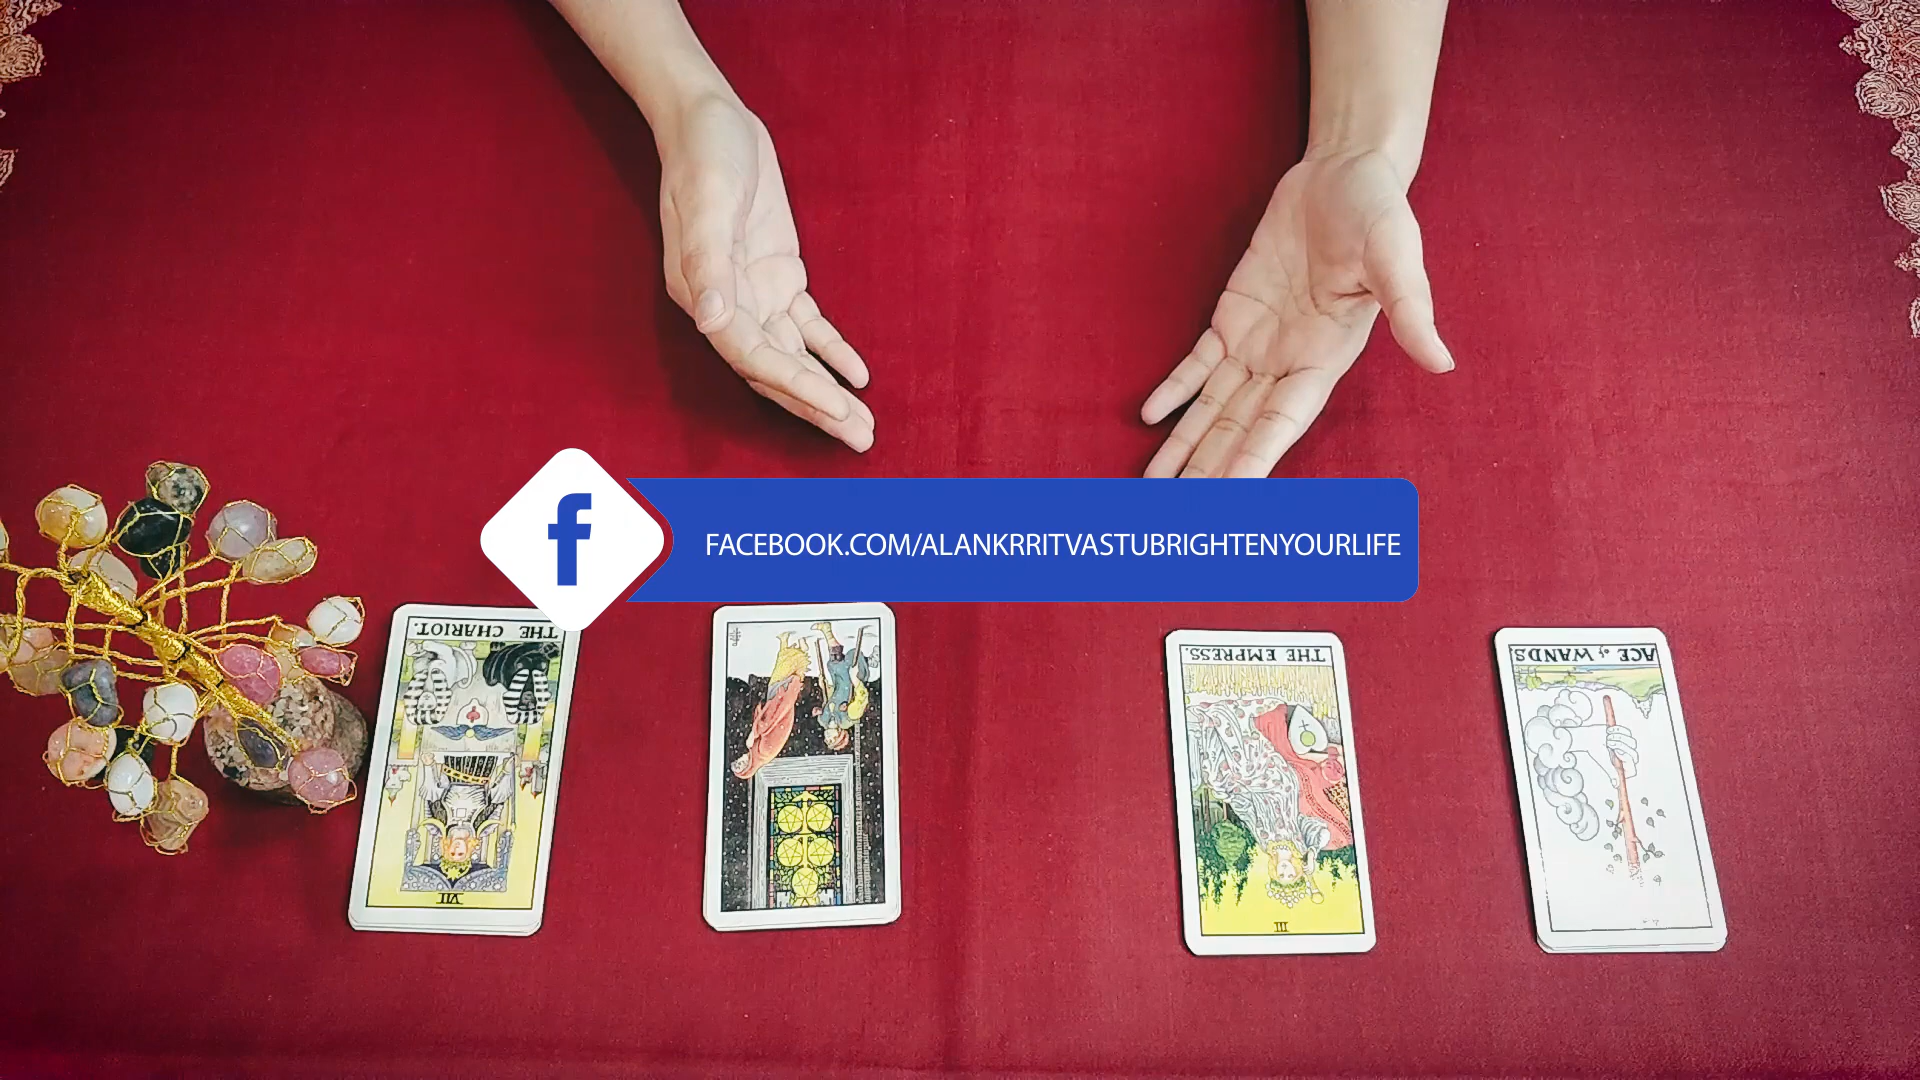 f
FACEBOOK.COM/ALANKRRITVASTUBRIGHTENYOURLIFE
THE CHARIOT.
VII
THE EMPRESS.
III
ACE of WANDS.